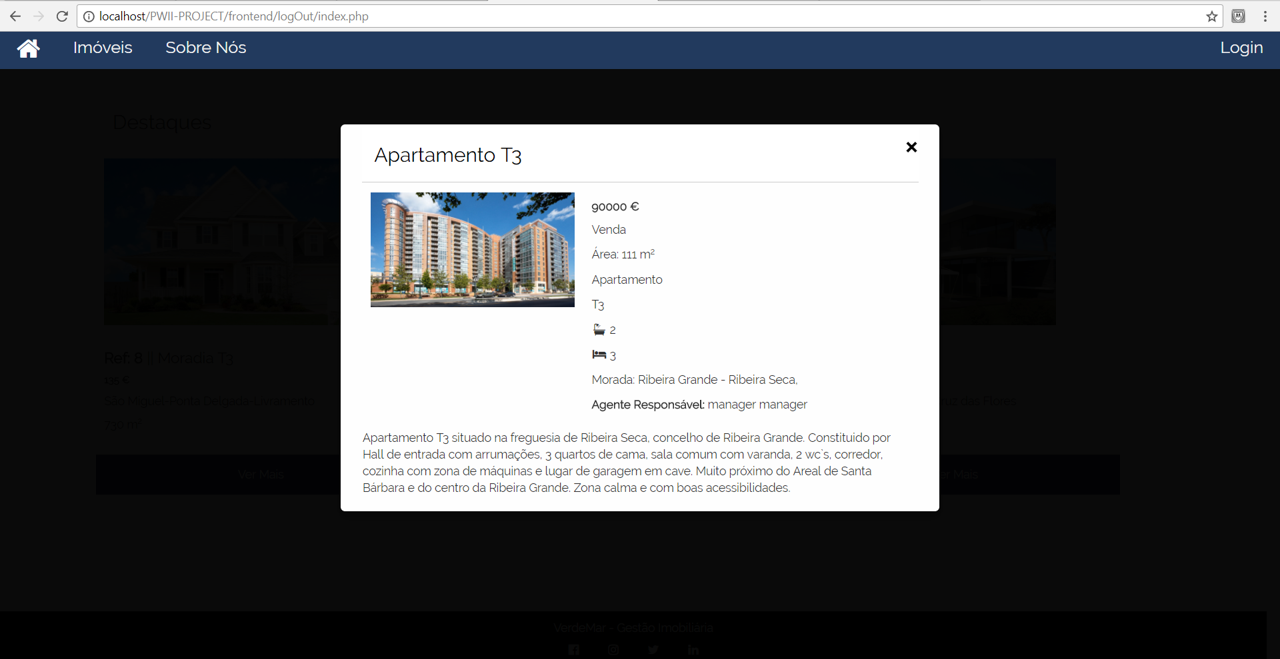 localhost/PWII-PROJECT/frontend/logOut/index.php
Imóveis Sobre Nós Login
Destaques
Apartamento T3
90000 €
Venda
Área: 111 m²
Apartamento
T3
2
3
Morada: Ribeira Grande - Ribeira Seca,
Agente Responsável: manager manager
Apartamento T3 situado na freguesia de Ribeira Seca, concelho de Ribeira Grande. Constituido por
Hall de entrada com arrumações, 3 quartos de cama, sala comum com varanda, 2 wc´s, corredor,
cozinha com zona de máquinas e lugar de garagem em cave. Muito próximo do Areal de Santa
Bárbara e do centro da Ribeira Grande. Zona calma e com boas acessibilidades.
Ref: 8 || Moradia T3
Ver Mais
Mais
VerdeMar - Gestão Imobiliária